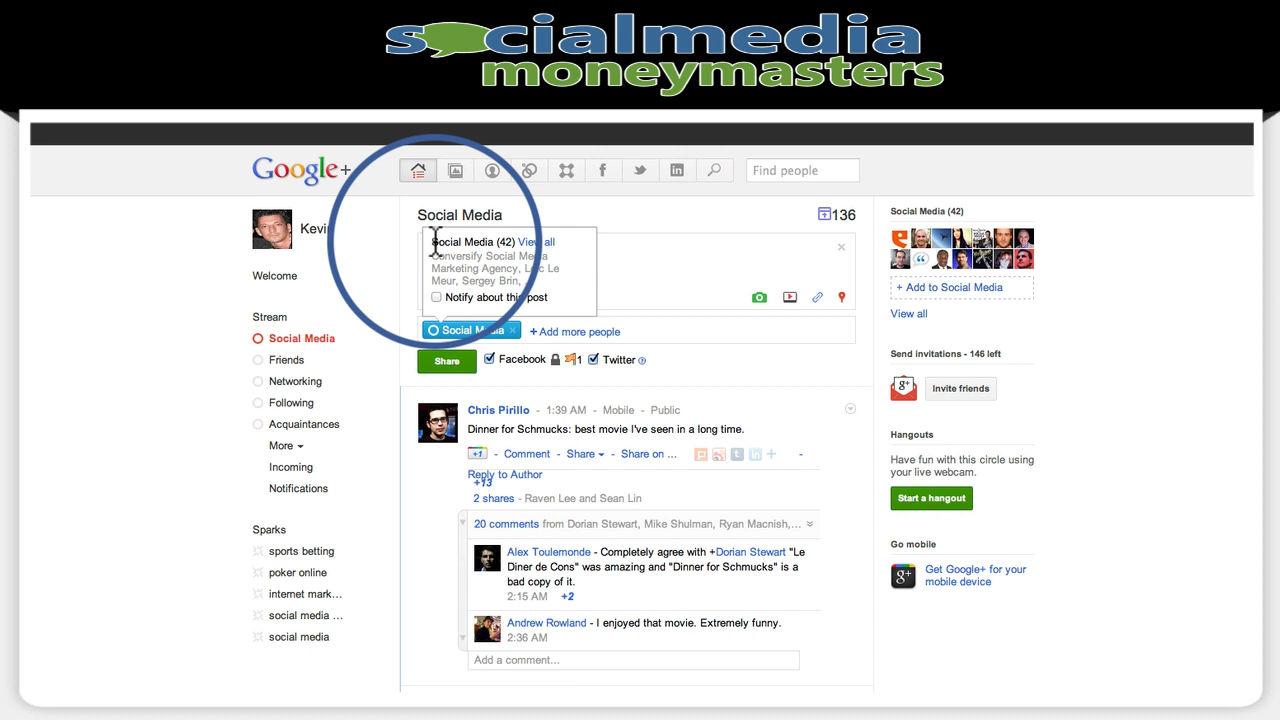 socialmedia
moneymasters
Google+
Find people
Kevin
Welcome
Stream
Social Media
Friends
Networking
Following
Acquaintances
More
Incoming
Notifications
Sparks
sports betting
poker online
internet mark...
social media ...
social media
Social Media
136
Social Media (42) View all
Conversify Social Media
Marketing Agency, Loic Le
Meur, Sergey Brin,
Notify about this post
Social Media × + Add more people
Share Facebook 1 Twitter
Chris Pirillo - 1:39 AM - Mobile - Public
Dinner for Schmucks: best movie I've seen in a long time.
+1 - Comment - Share - Share on ... -
Reply to Author
+13
2 shares - Raven Lee and Sean Lin
20 comments from Dorian Stewart, Mike Shulman, Ryan Macnish,...
Alex Toulemonde - Completely agree with +Dorian Stewart "Le
Diner de Cons" was amazing and "Dinner for Schmucks" is a
bad copy of it.
2:15 AM +2
Andrew Rowland - I enjoyed that movie. Extremely funny.
2:36 AM
Add a comment...
Social Media (42)
+ Add to Social Media
View all
Send invitations - 146 left
g+ Invite friends
Hangouts
Have fun with this circle using
your live webcam.
Start a hangout
Go mobile
g+
Get Google+ for your
mobile device